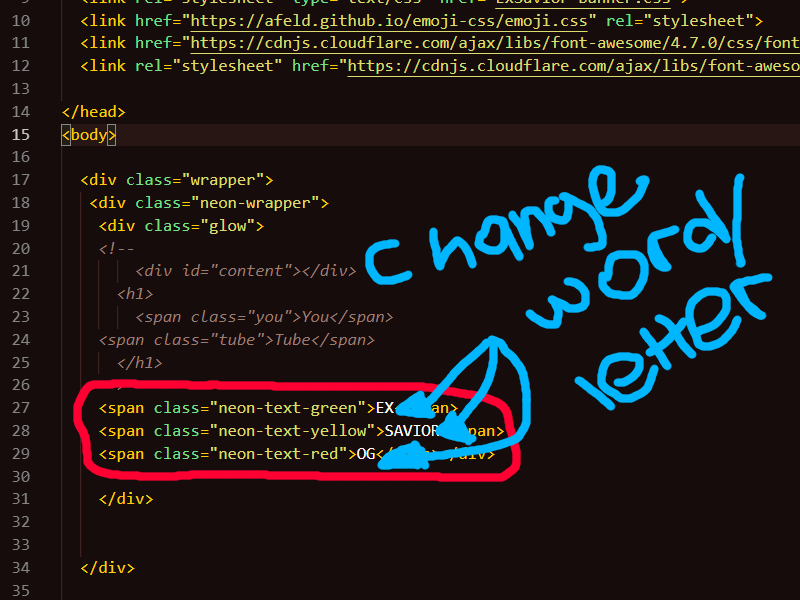 9 <link rel="stylesheet" type="text/css" href="ExSavior-banner.css">
10 <link href="https://afeld.github.io/emoji-css/emoji.css" rel="stylesheet">
11 <link href="https://cdnjs.cloudflare.com/ajax/libs/font-awesome/4.7.0/css/font
12 <link rel="stylesheet" href="https://cdnjs.cloudflare.com/ajax/libs/font-aweso
13
14 </head>
15 <body>
16
17 <div class="wrapper">
18 <div class="neon-wrapper">
19 <div class="glow">
20 <!--
21 <div id="content"></div>
22 <h1>
23 <span class="you">You</span>
24 <span class="tube">Tube</span>
25 </h1>
26
27 <span class="neon-text-green">EX
28 <span class="neon-text-yellow">SAVIOR
29 <span class="neon-text-red">OG</
30
31 </div>
32
33
34 </div>
35
change
word/
letter